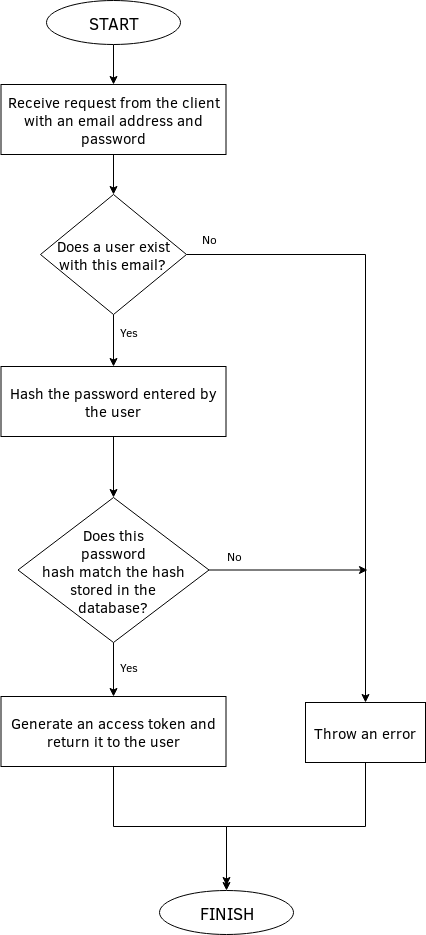 START
Receive request from the client
with an email address and
password
Does a user exist
with this email?
No
Yes
Hash the password entered by
the user
Does this
password
hash match the hash
stored in the
database?
No
Yes
Generate an access token and
return it to the user
Throw an error
FINISH